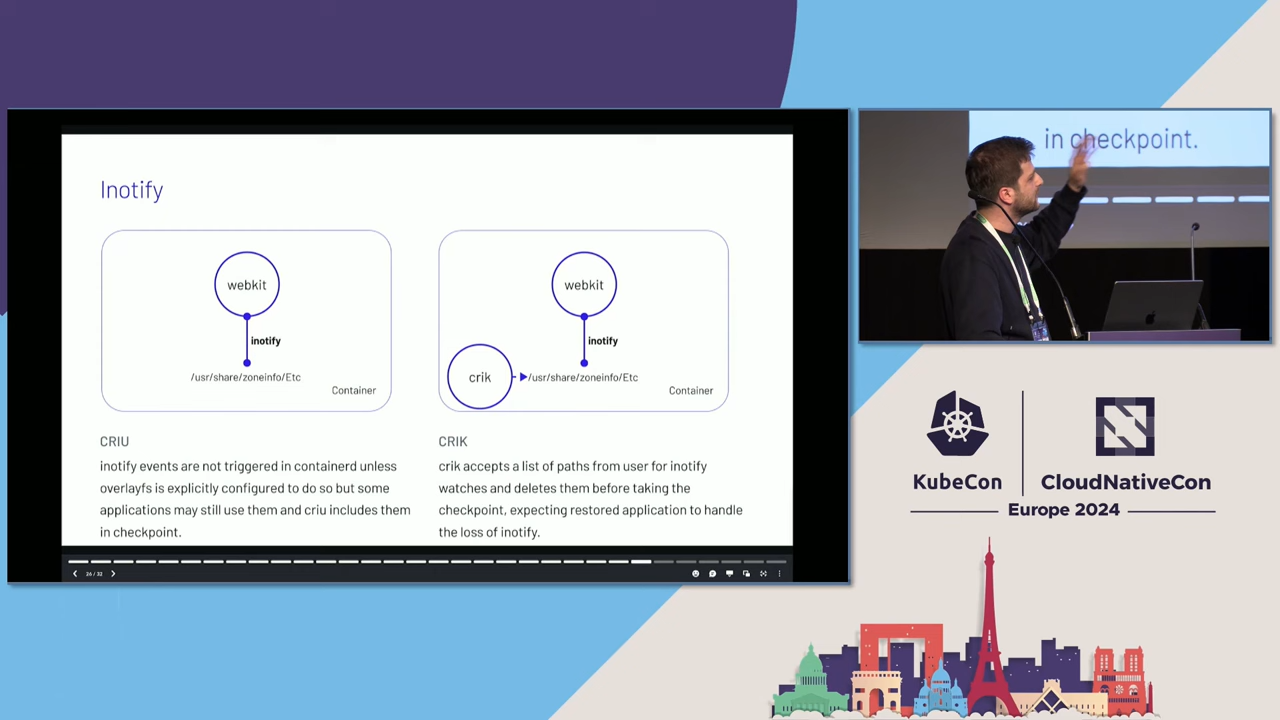 Inotify
webkit
inotify
/usr/share/zoneinfo/Etc
Container
webkit
inotify
crik
/usr/share/zoneinfo/Etc
Container
CRIU
inotify events are not triggered in containerd unless
overlayfs is explicitly configured to do so but some
applications may still use them and criu includes them
in checkpoint.
CRIK
crik accepts a list of paths from user for inotify
watches and deletes them before taking the
checkpoint, expecting restored application to handle
the loss of inotify.
26 / 32
in checkpoint.
KubeCon
CloudNativeCon
Europe 2024